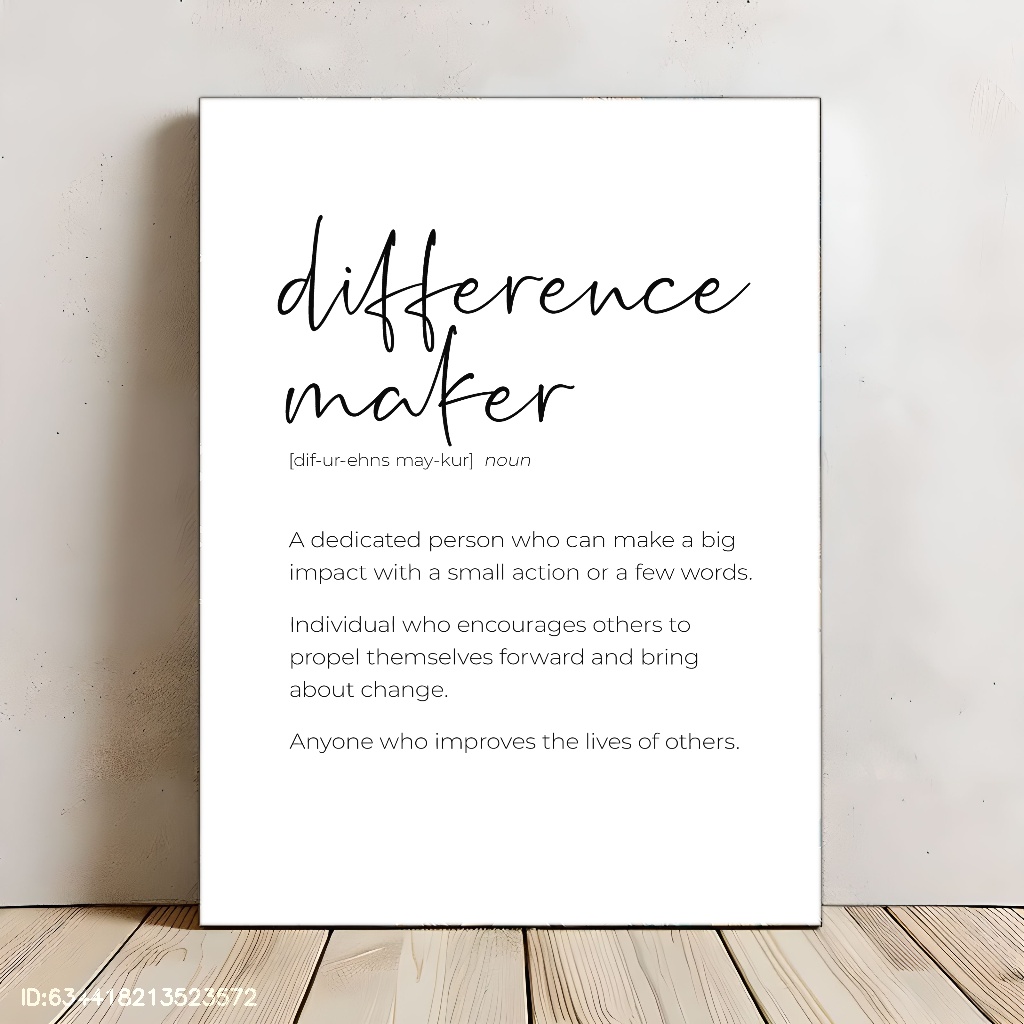 difference
maker
[dif-ur-ehns may-kur] noun
A dedicated person who can make a big
impact with a small action or a few words.
Individual who encourages others to
propel themselves forward and bring
about change.
Anyone who improves the lives of others.
ID:634418213523572